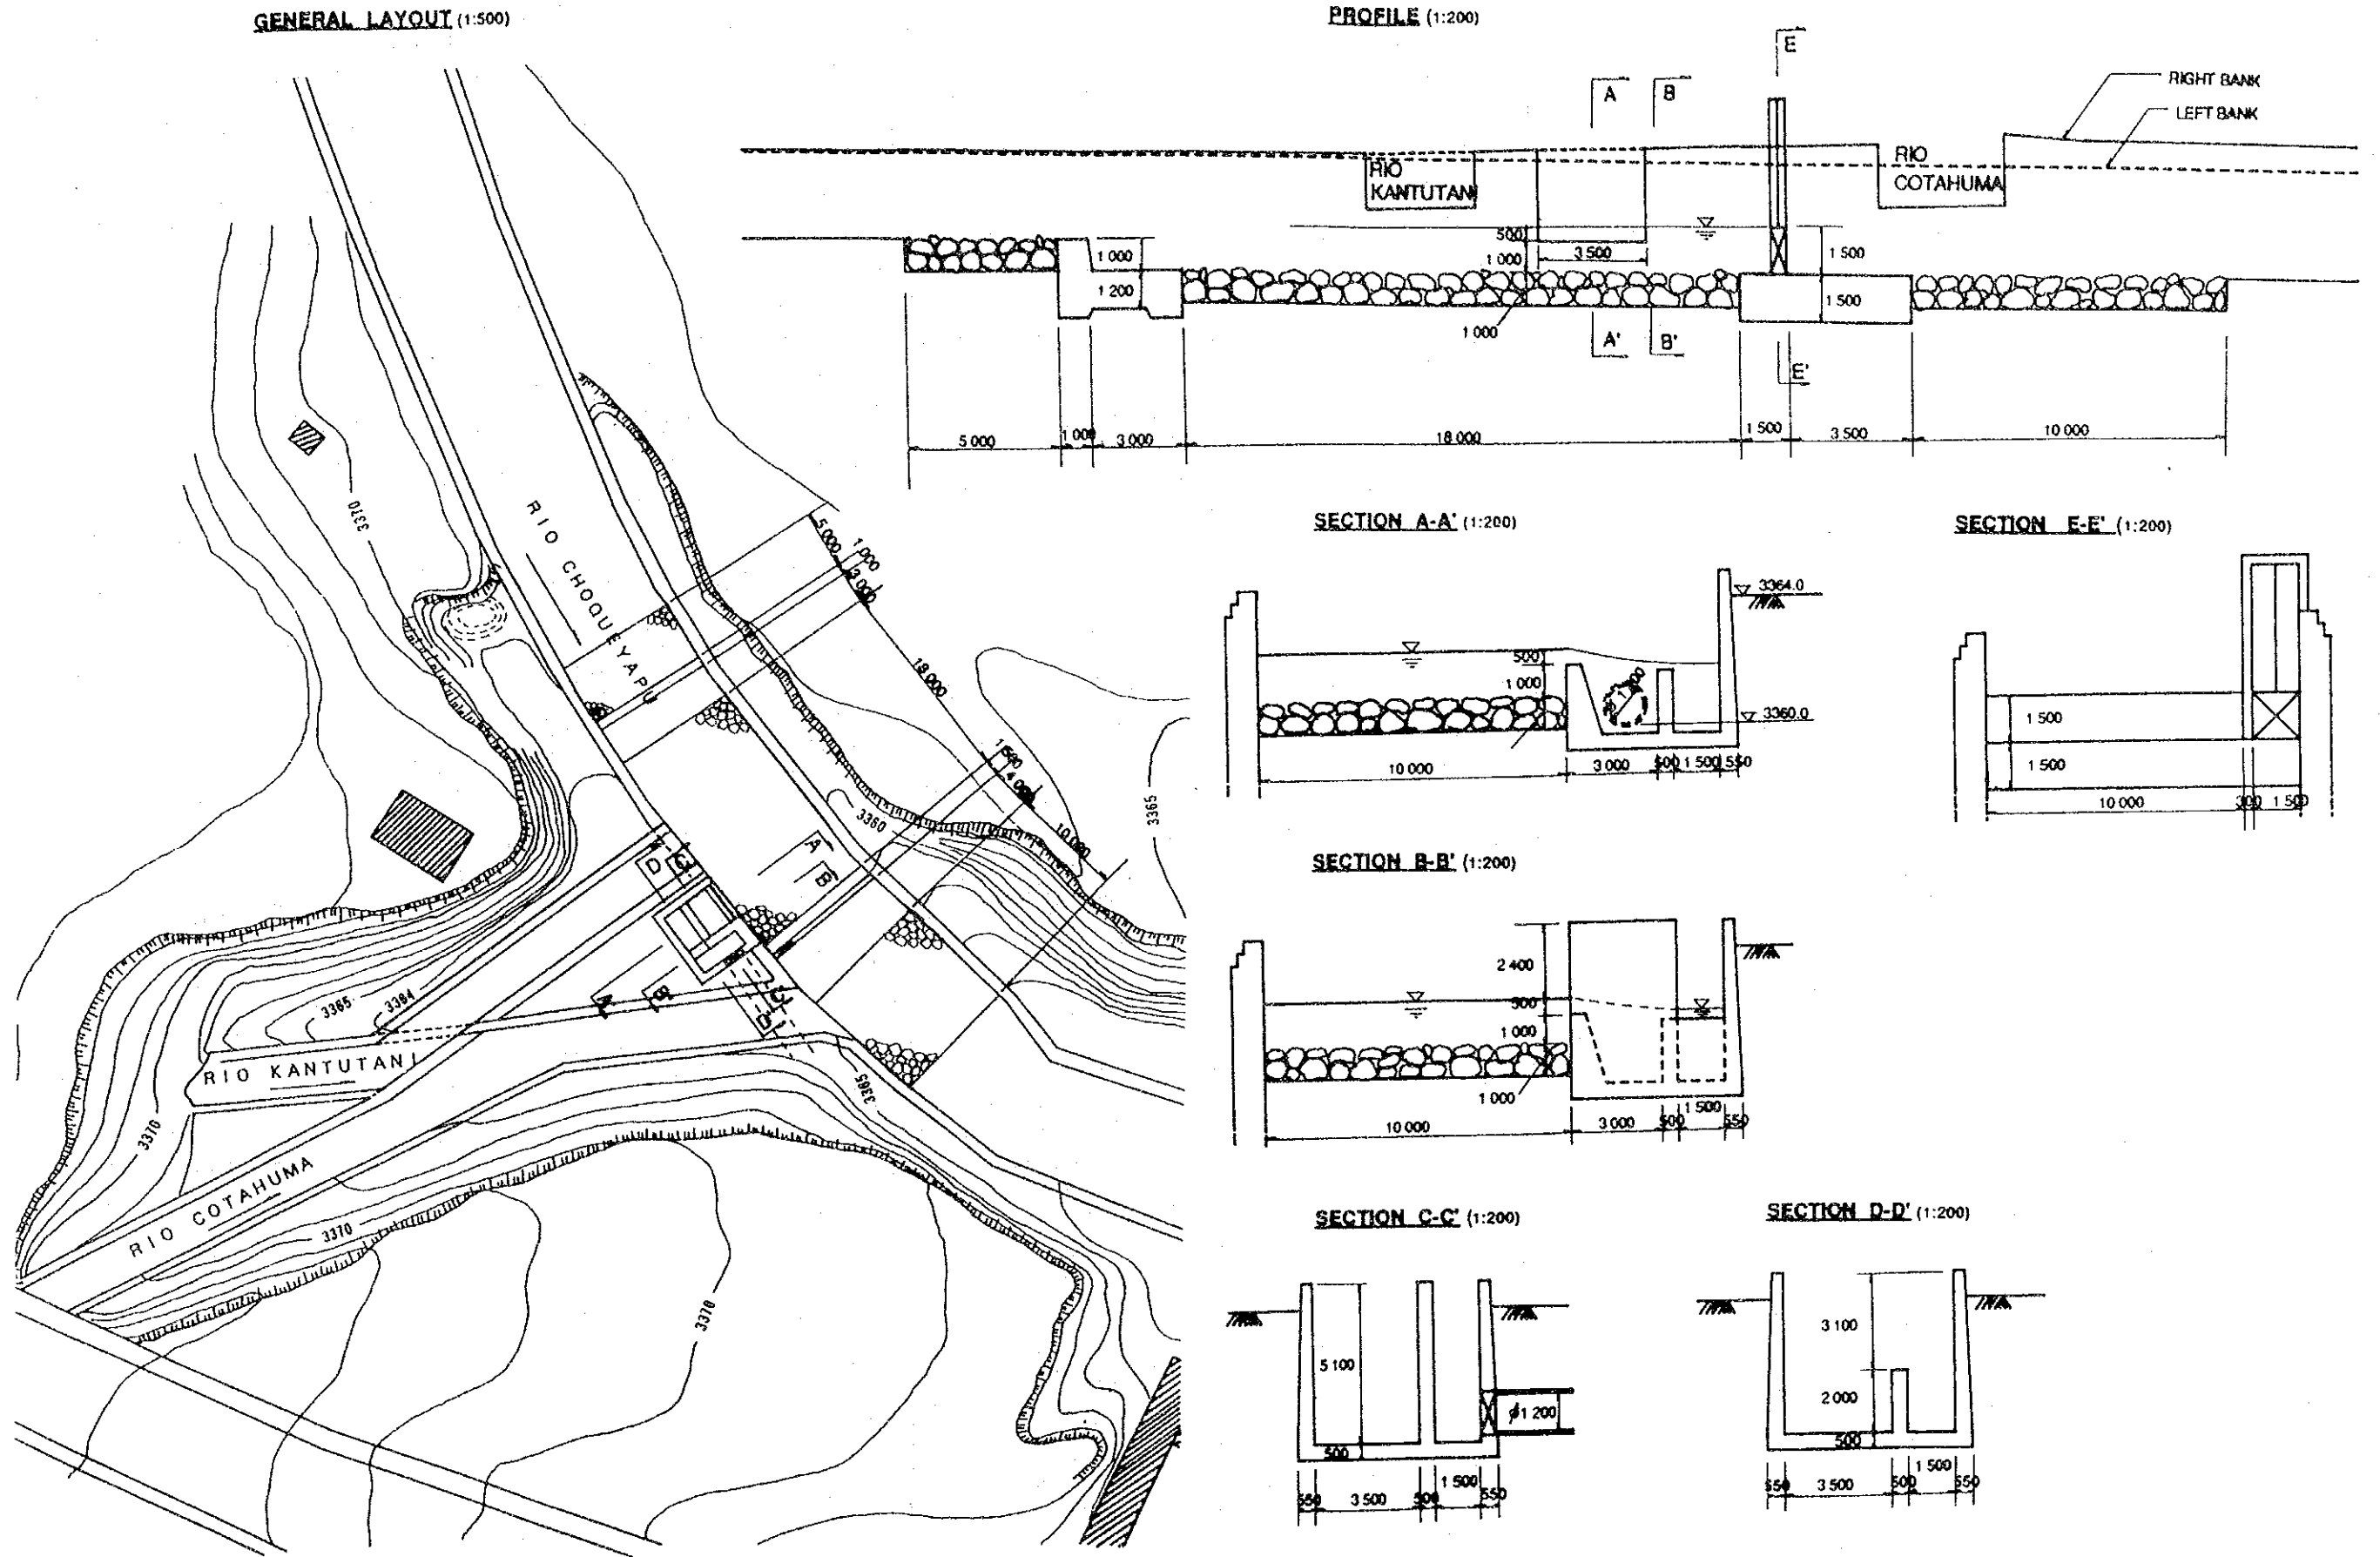 GENERAL LAYOUT (1:500)
3370
RIO CHOQUEYAPU
5 000
1 000
3 000
18 000
1 500
4 000
10 000
3360
3365
A
B
D
C
A'
B'
C'
D'
3365
3364
RIO KANTUTANI
3370
RIO COTAHUMA
3370
3365
3370
PROFILE (1:200)
E
A
B
RIGHT BANK
LEFT BANK
RIO
KANTUTANI
RIO
COTAHUMA
500
1 000
3 500
1 000
1 200
1 500
1 500
1 000
A'
B'
E'
5 000
1 000
3 000
18 000
1 500
3 500
10 000
SECTION A-A' (1:200)
3364.0
500
1 000
3360.0
10 000
3 000
500
1 500
550
SECTION E-E' (1:200)
1 500
1 500
10 000
300
1 500
SECTION B-B' (1:200)
2 400
500
1 000
1 000
1 500
10 000
3 000
500
550
SECTION C-C' (1:200)
5 100
φ1 200
500
1 500
550
3 500
500
550
SECTION D-D' (1:200)
3 100
2 000
500
1 500
550
3 500
500
550